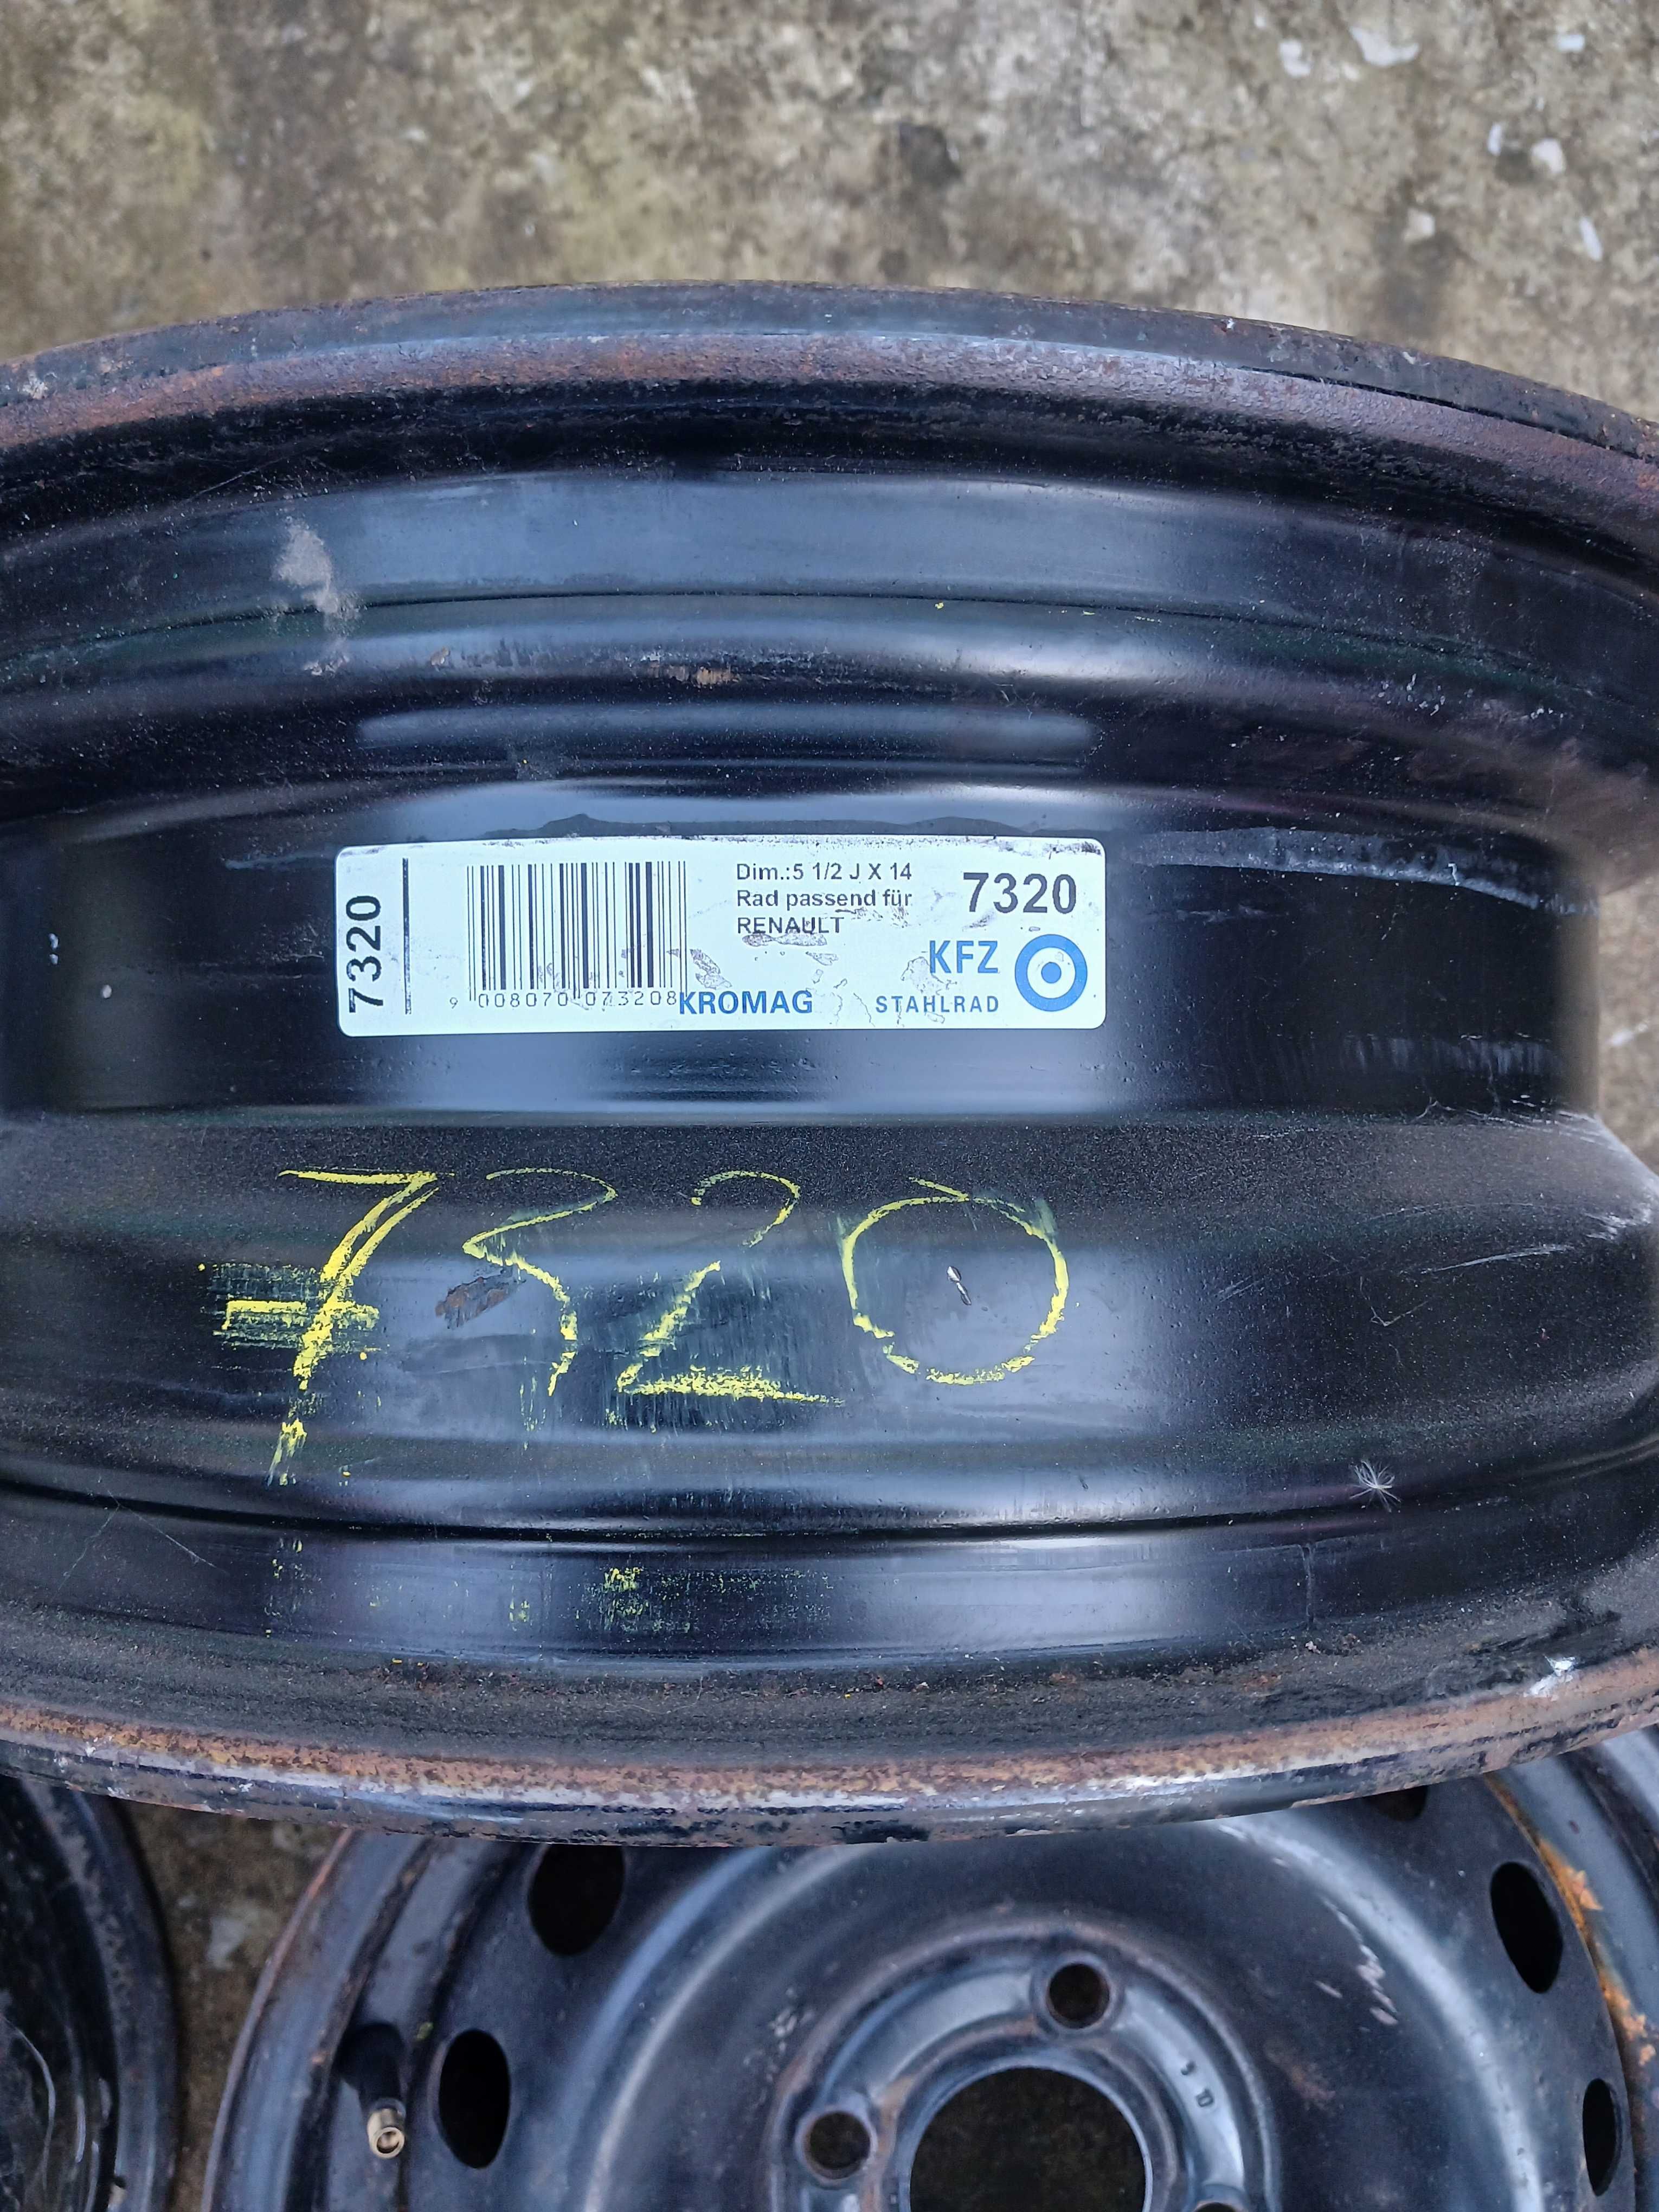 7320
Dim.:5 1/2 J X 14
Rad passend für
RENAULT
7320
KFZ
9 008070 073208
KROMAG
STAHLRAD
7320